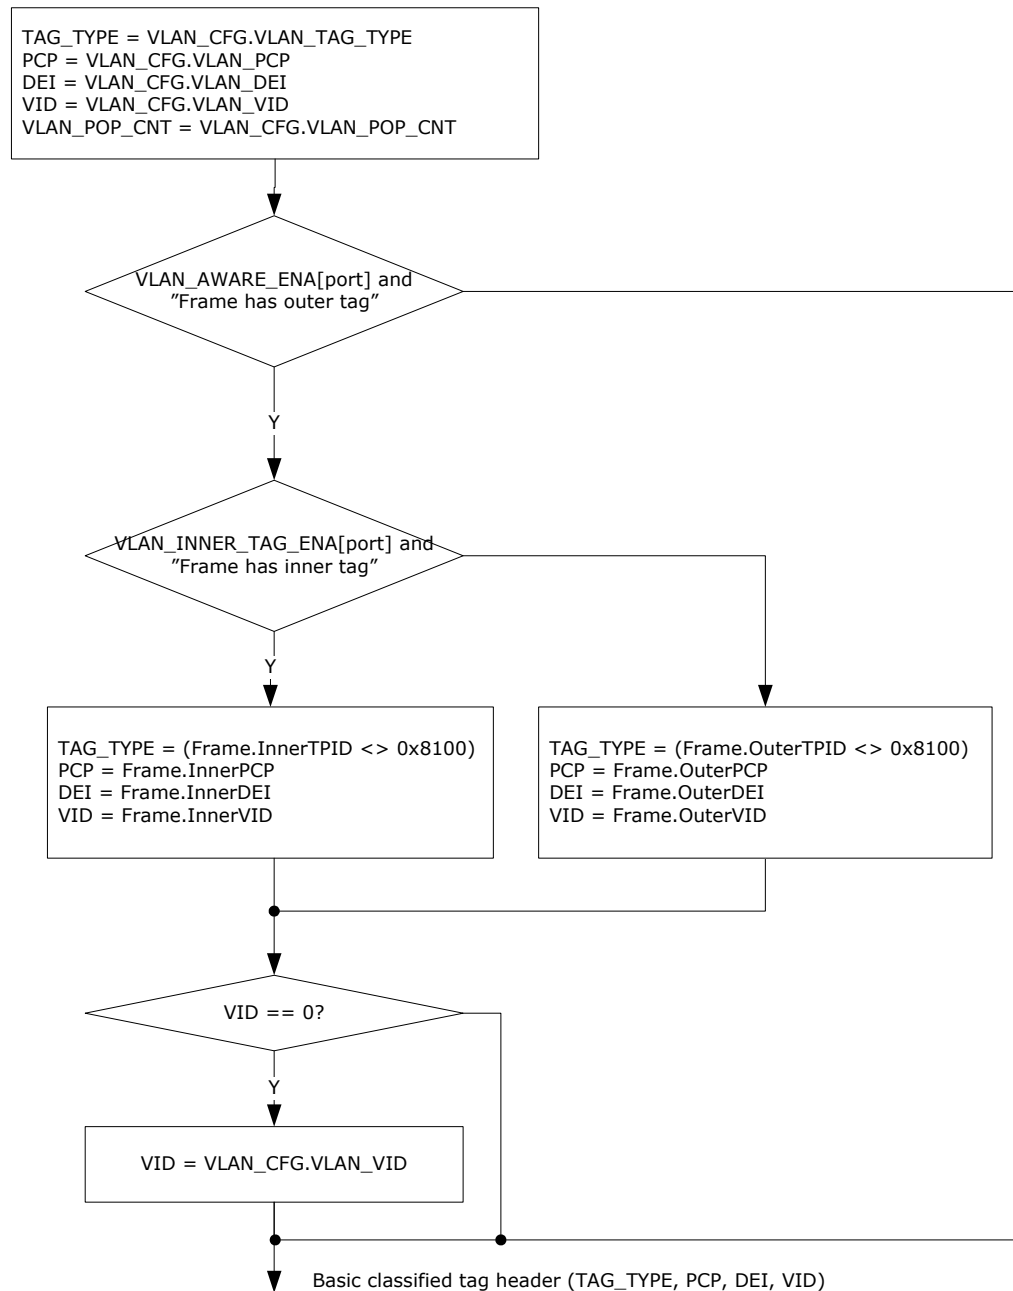 TAG_TYPE = VLAN_CFG.VLAN_TAG_TYPE
PCP = VLAN_CFG.VLAN_PCP
DEI = VLAN_CFG.VLAN_DEI
VID = VLAN_CFG.VLAN_VID
VLAN_POP_CNT = VLAN_CFG.VLAN_POP_CNT
VLAN_AWARE_ENA[port] and
”Frame has outer tag”
Y
VLAN_INNER_TAG_ENA[port] and
”Frame has inner tag”
Y
TAG_TYPE = (Frame.InnerTPID <> 0x8100)
PCP = Frame.InnerPCP
DEI = Frame.InnerDEI
VID = Frame.InnerVID
TAG_TYPE = (Frame.OuterTPID <> 0x8100)
PCP = Frame.OuterPCP
DEI = Frame.OuterDEI
VID = Frame.OuterVID
VID == 0?
Y
VID = VLAN_CFG.VLAN_VID
Basic classified tag header (TAG_TYPE, PCP, DEI, VID)